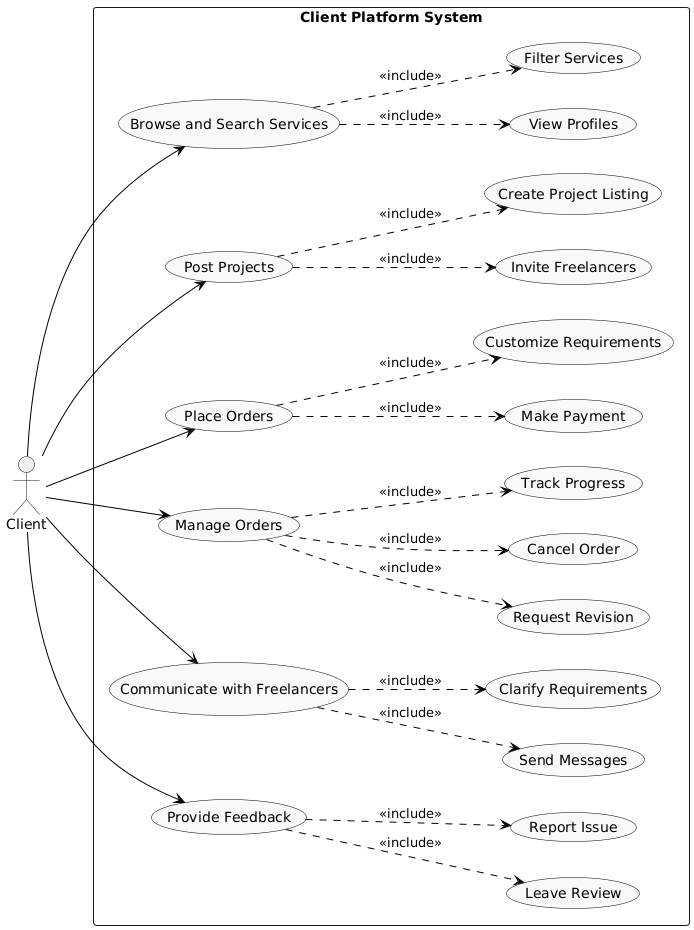 Client Platform System
Filter Services
«include»
Browse and Search Services
«include»
View Profiles
Create Project Listing
«include»
Post Projects
«include»
Invite Freelancers
Customize Requirements
«include»
Place Orders
«include»
Make Payment
Track Progress
«include»
Client
Manage Orders
«include»
Cancel Order
«include»
Request Revision
Communicate with Freelancers
«include»
Clarify Requirements
«include»
Send Messages
Provide Feedback
«include»
Report Issue
«include»
Leave Review